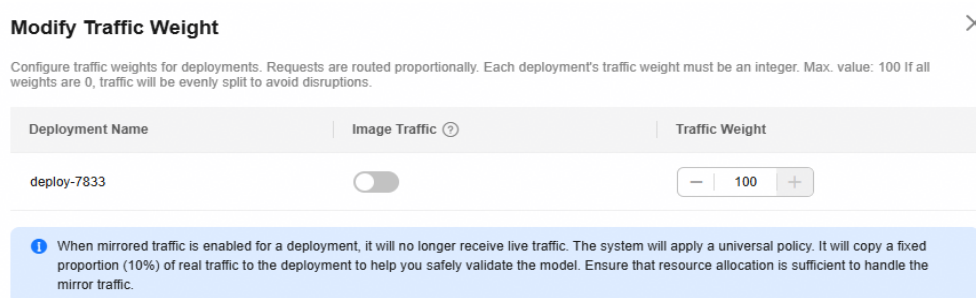 Modify Traffic Weight
Configure traffic weights for deployments. Requests are routed proportionally. Each deployment's traffic weight must be an integer. Max. value: 100 If all
weights are 0, traffic will be evenly split to avoid disruptions.
Deployment Name Image Traffic Traffic Weight
deploy-7833 100
When mirrored traffic is enabled for a deployment, it will no longer receive live traffic. The system will apply a universal policy. It will copy a fixed
proportion (10%) of real traffic to the deployment to help you safely validate the model. Ensure that resource allocation is sufficient to handle the
mirror traffic.